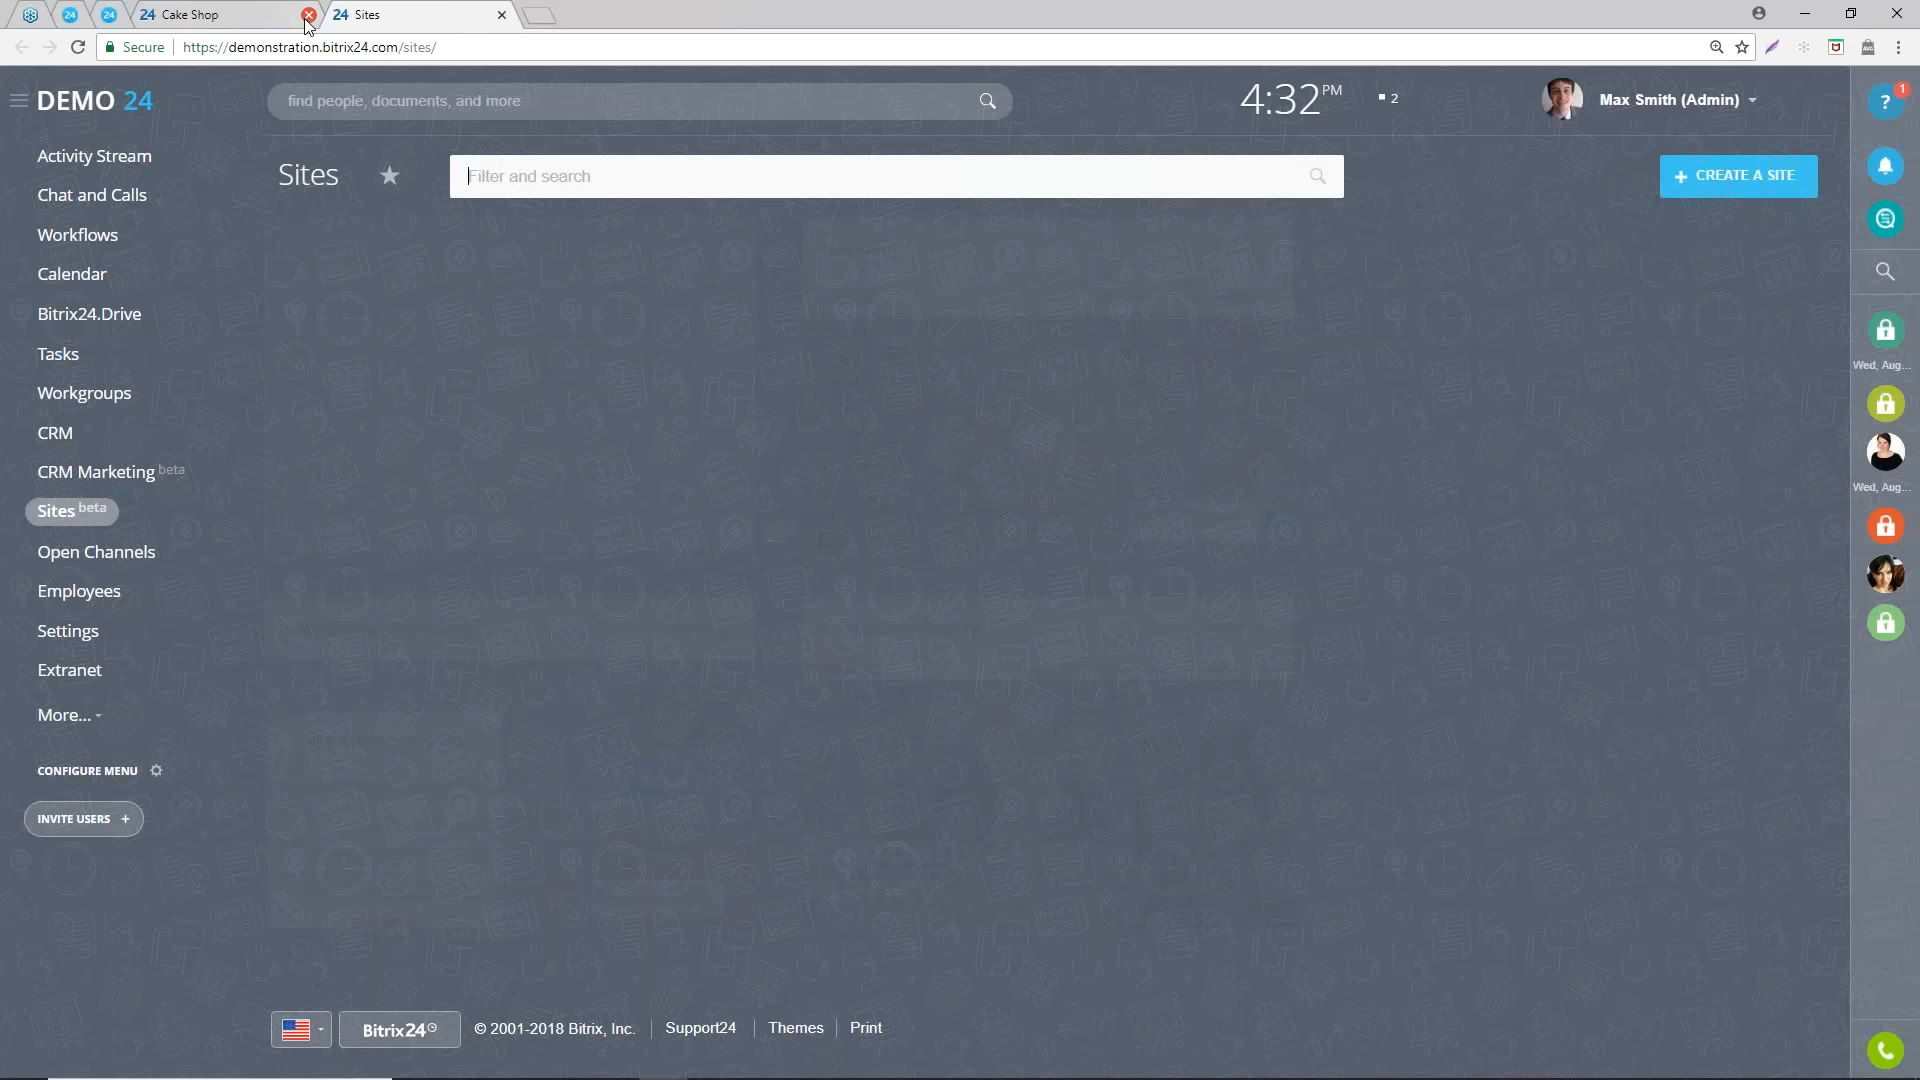 24 Cake Shop
24 Sites
Secure https://demonstration.bitrix24.com/sites/
DEMO 24
find people, documents, and more
4:32 PM
2
Max Smith (Admin)
?
1
Activity Stream
Sites
Filter and search
+ CREATE A SITE
Chat and Calls
Workflows
Calendar
Bitrix24.Drive
Tasks
Wed, Aug...
Workgroups
CRM
CRM Marketing beta
Wed, Aug...
Sites beta
Open Channels
Employees
Settings
Extranet
More...
CONFIGURE MENU
INVITE USERS +
Bitrix24
© 2001-2018 Bitrix, Inc.
Support24
Themes
Print